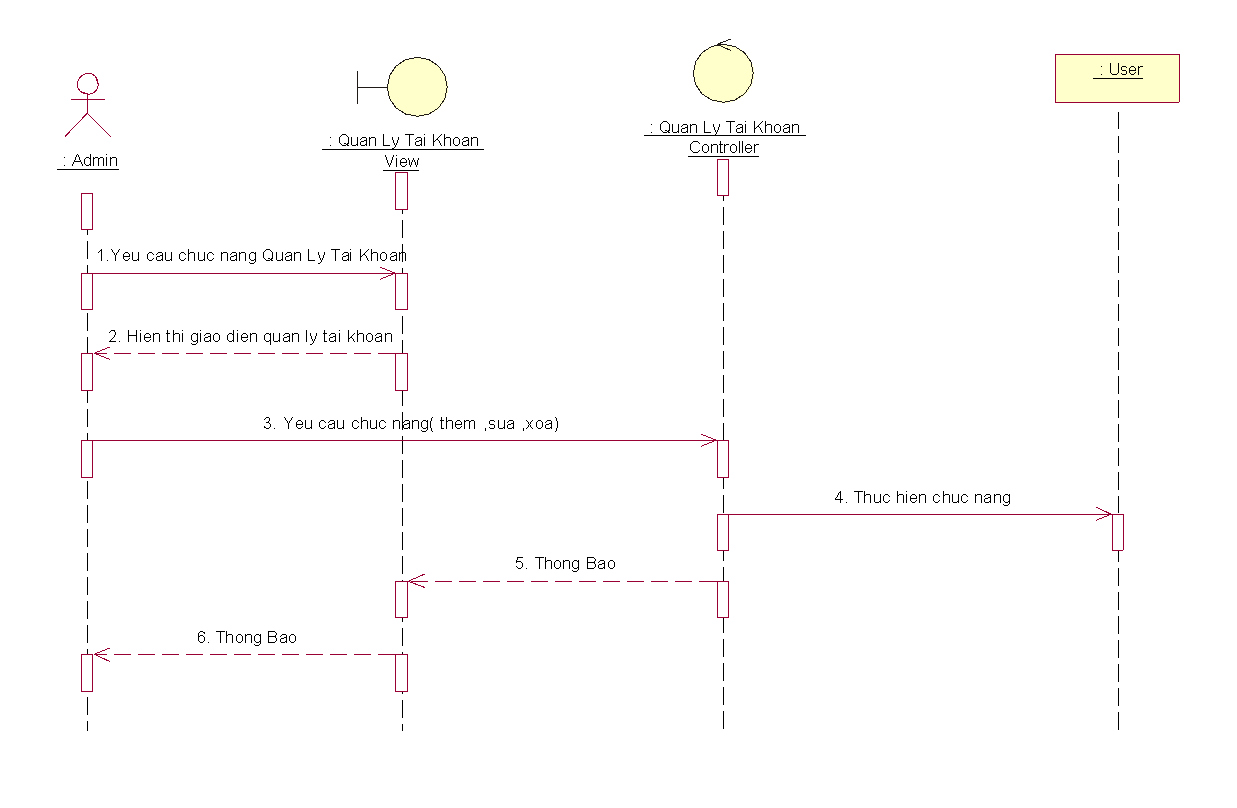 : Admin
: Quan Ly Tai Khoan
View
: Quan Ly Tai Khoan
Controller
: User
1.Yeu cau chuc nang Quan Ly Tai Khoan
2. Hien thi giao dien quan ly tai khoan
3. Yeu cau chuc nang( them ,sua ,xoa)
4. Thuc hien chuc nang
5. Thong Bao
6. Thong Bao